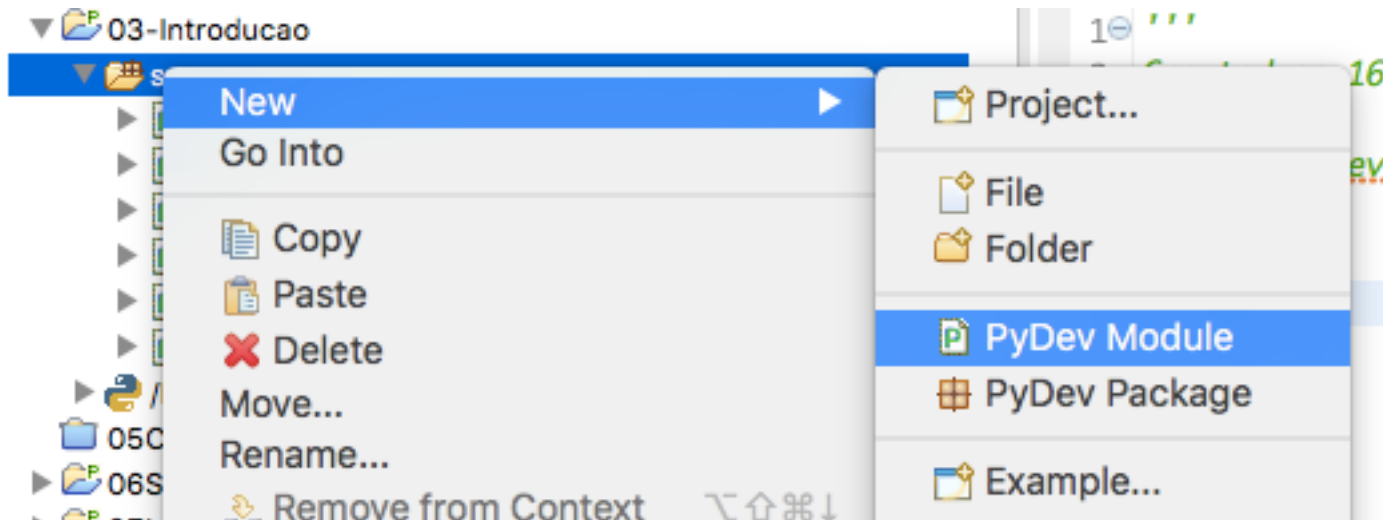 03-Introducao
New
Go Into
Copy
Paste
Delete
Move...
Rename...
Remove from Context ⌥⇧⌘↓
Project...
File
Folder
PyDev Module
PyDev Package
Example...
1
'''
16